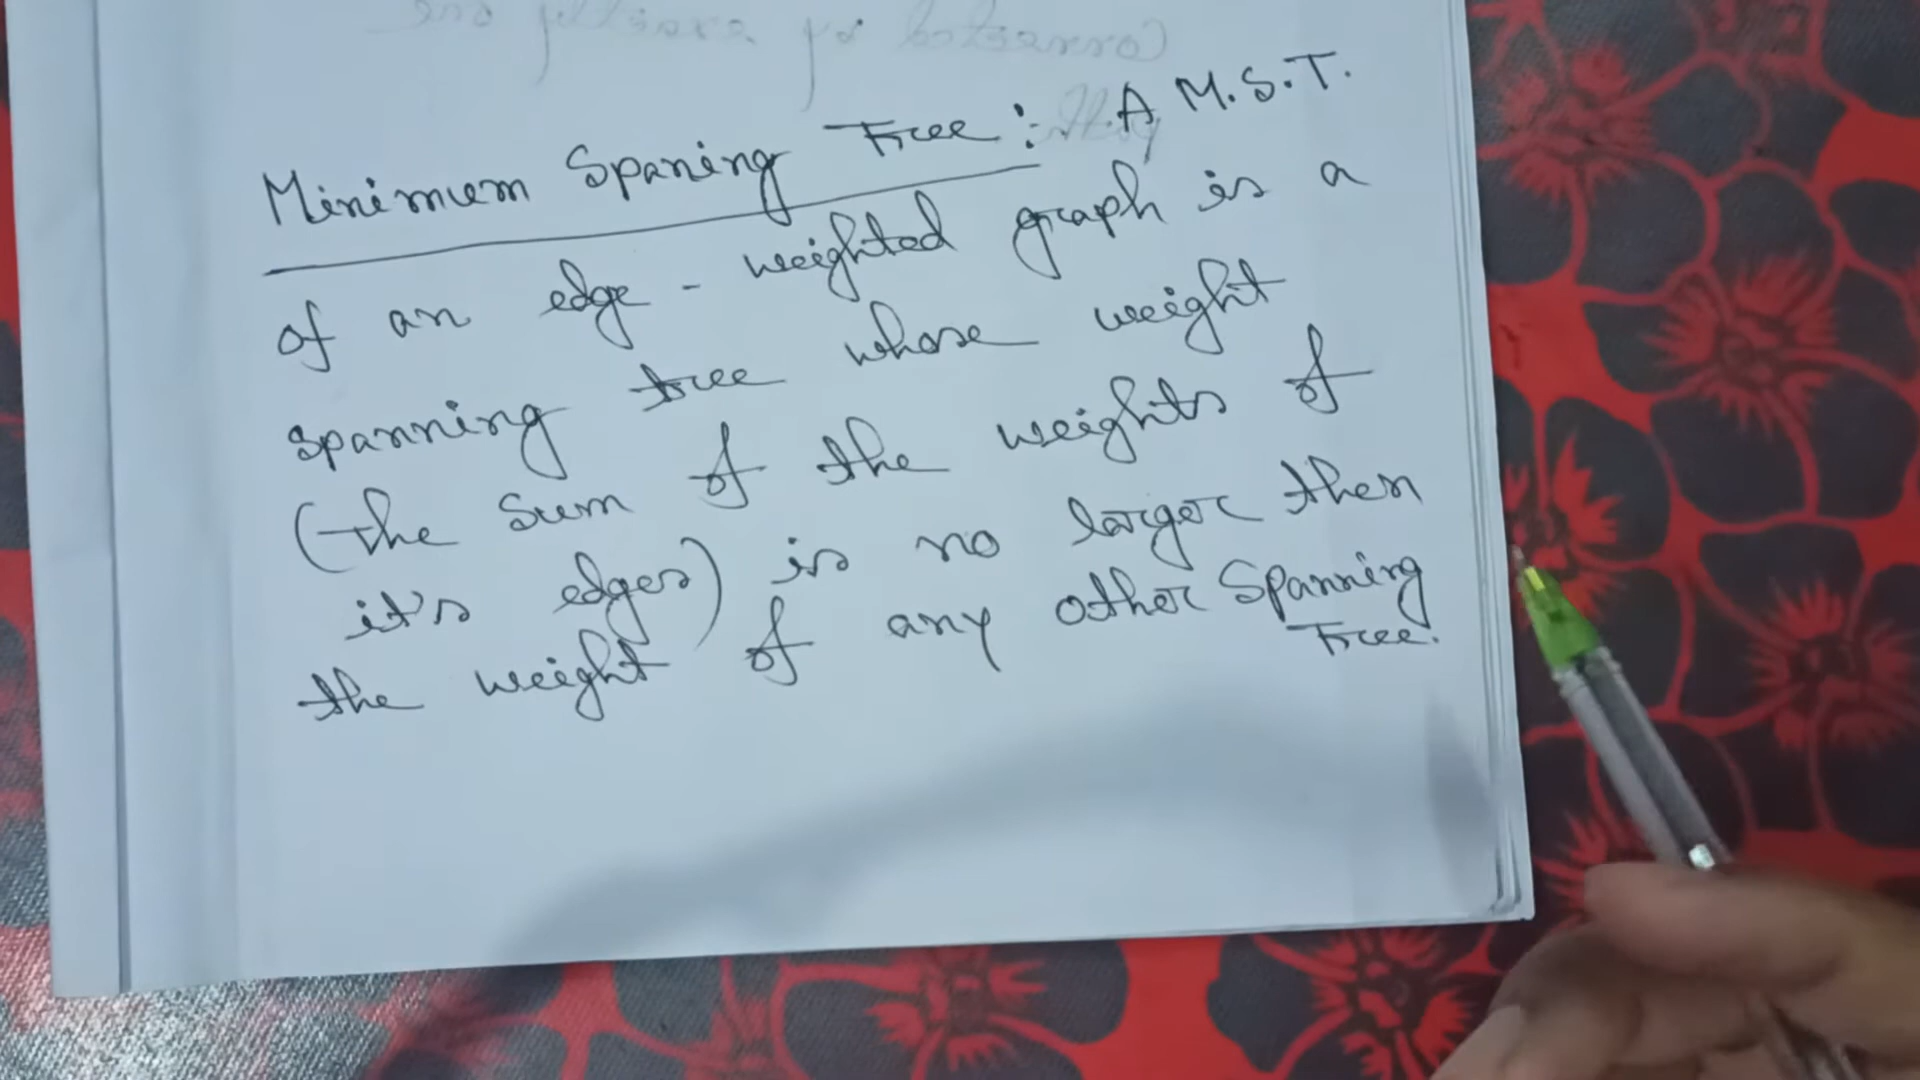 Minimum Spaning Tree: A M.S.T.
of an edge-weighted graph is a
spanning tree whose weight
(the sum of the weights of
it's edges) is no larger then
the weight of any other Spanning
Tree.